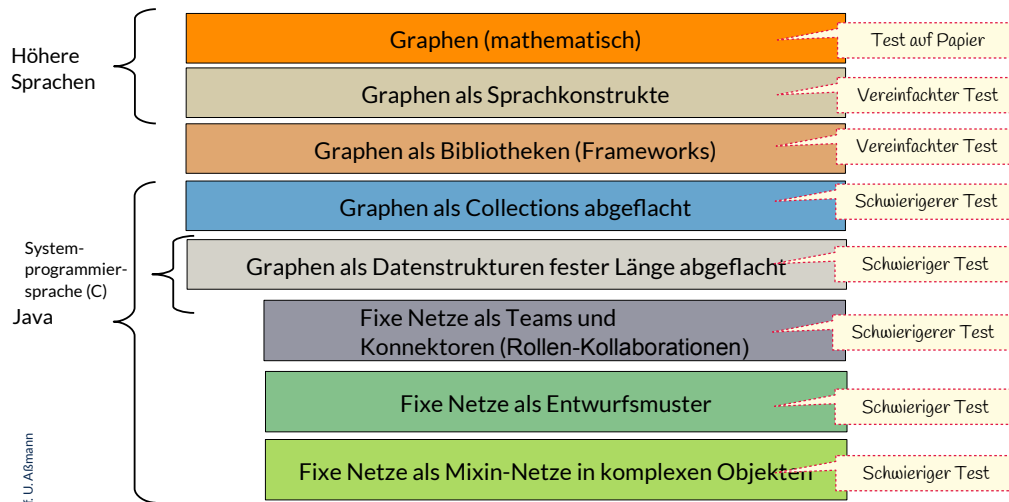 Graphen (mathematisch)
Test auf Papier
Höhere
Sprachen
Graphen als Sprachkonstrukte
Vereinfachter Test
Graphen als Bibliotheken (Frameworks)
Vereinfachter Test
Graphen als Collections abgeflacht
Schwierigerer Test
System-
programmier-
sprache (C)
Graphen als Datenstrukturen fester Länge abgeflacht
Schwieriger Test
Java
Fixe Netze als Teams und
Konnektoren (Rollen-Kollaborationen)
Schwierigerer Test
Fixe Netze als Entwurfsmuster
Schwieriger Test
Fixe Netze als Mixin-Netze in komplexen Objekten
Schwieriger Test
U. Aßmann